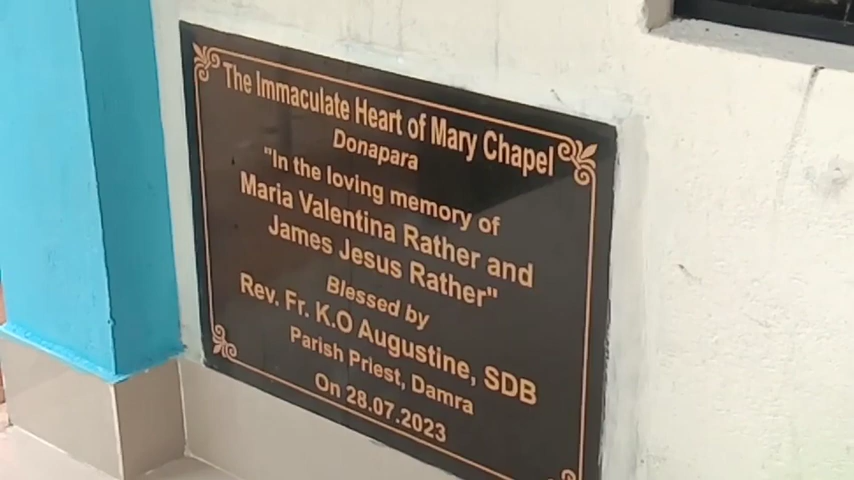 The Immaculate Heart of Mary Chapel,
Donapara
"In the loving memory of
Maria Valentina Rather and
James Jesus Rather"
Blessed by
Rev. Fr. K.O Augustine, SDB
Parish Priest, Damra
On 28.07.2023